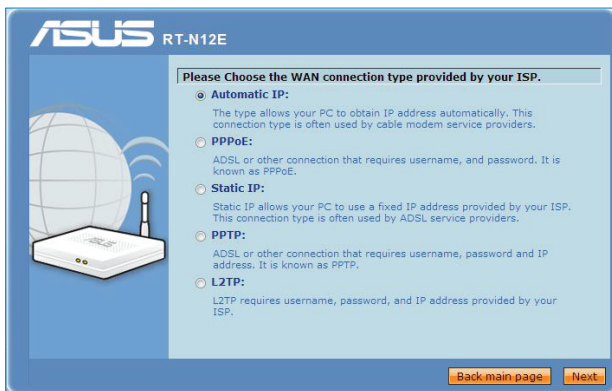 ASUS RT-N12E
Please Choose the WAN connection type provided by your ISP.
Automatic IP:
The type allows your PC to obtain IP address automatically. This
connection type is often used by cable modem service providers.
PPPoE:
ADSL or other connection that requires username, and password. It is
known as PPPoE.
Static IP:
Static IP allows your PC to use a fixed IP address provided by your ISP.
This connection type is often used by ADSL service providers.
PPTP:
ADSL or other connection that requires username, password and IP
address. It is known as PPTP.
L2TP:
L2TP requires username, password, and IP address provided by your
ISP.
ASUS
Back main page Next